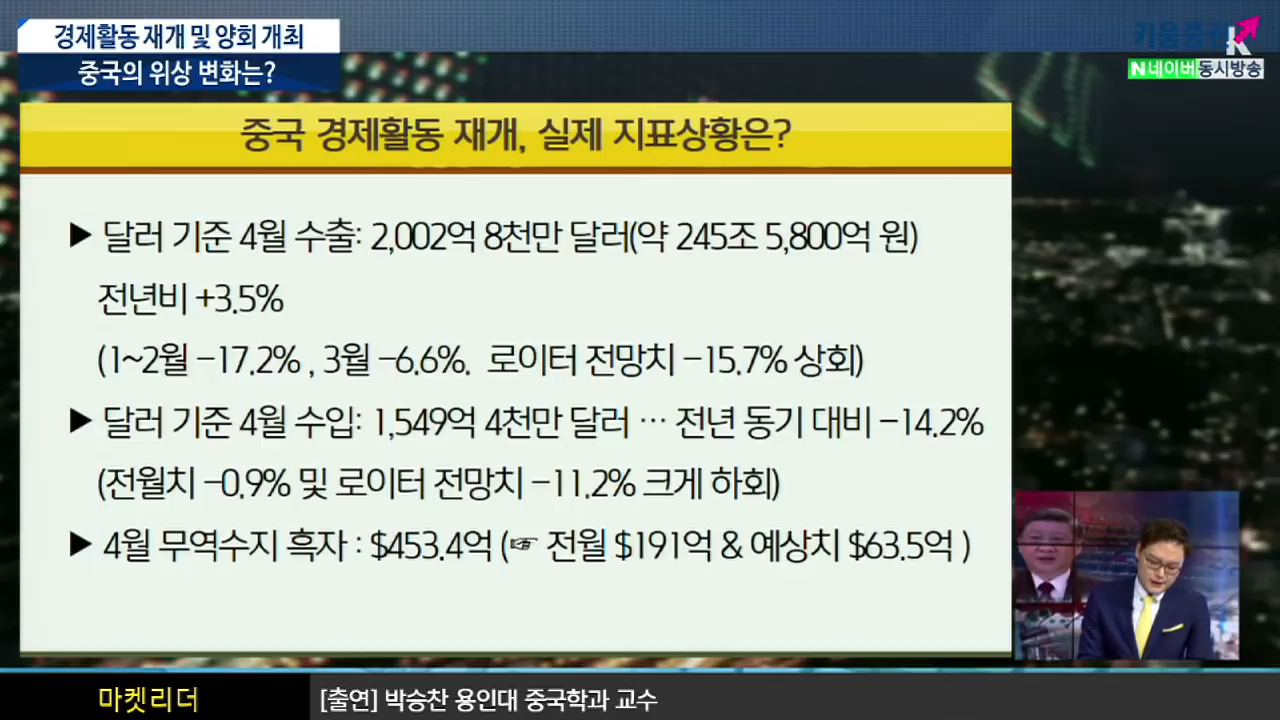 경제활동 재개 및 양회 개최
중국의 위상 변화는?
키움증권
N 네이버 동시방송
중국 경제활동 재개, 실제 지표상황은?
▶ 달러 기준 4월 수출: 2,002억 8천만 달러(약 245조 5,800억 원)
전년비 +3.5%
(1~2월 -17.2% , 3월 -6.6%. 로이터 전망치 -15.7% 상회)
▶ 달러 기준 4월 수입: 1,549억 4천만 달러 … 전년 동기 대비 -14.2%
(전월치 -0.9% 및 로이터 전망치 -11.2% 크게 하회)
▶ 4월 무역수지 흑자 : $453.4억 (☞ 전월 $191억 & 예상치 $63.5억 )
마켓리더
[출연] 박승찬 용인대 중국학과 교수